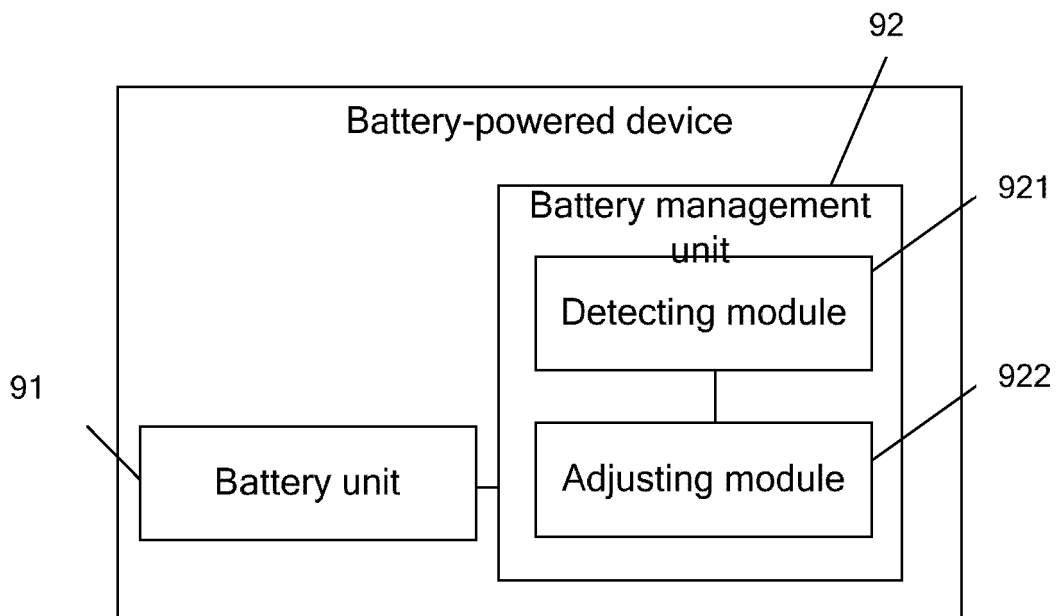 92
Battery-powered device
921
Battery management
unit
Detecting module
922
91
Battery unit
Adjusting module